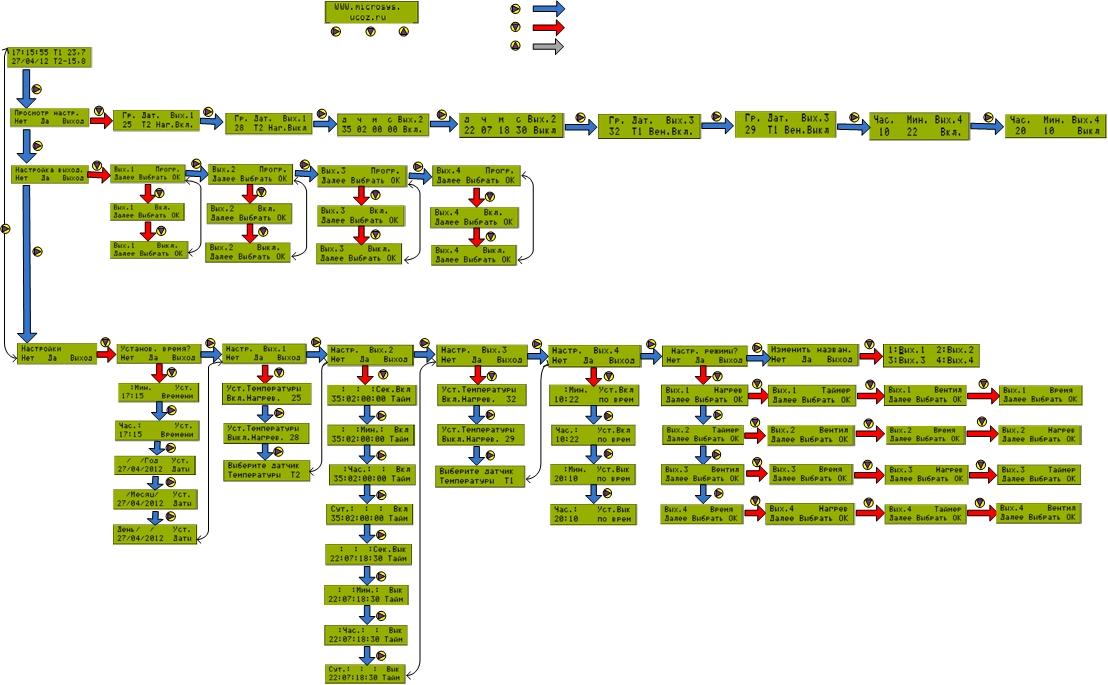 WWW.microsys.
ucoz.ru
17:15:55 T1 23,7
27/04/12 T2-15,8
Просмотр настр.
Нет Да Выход
Гр. Дат. Вых.1
25 T2 Наг.Вкл.
Гр. Дат. Вых.1
28 T2 Наг.Выкл
д ч м с Вых.2
35 02 00 00 Вкл.
д ч м с Вых.2
22 07 18 30 Выкл
Гр. Дат. Вых.3
32 T1 Вен.Вкл.
Гр. Дат. Вых.3
29 T1 Вен.Выкл
Час. Мин. Вых.4
10 22 Вкл.
Час. Мин. Вых.4
20 10 Выкл
Настройка выход.
Нет Да Выход
Вых.1 Прогр.
Далее Выбрать OK
Вых.2 Прогр.
Далее Выбрать OK
Вых.3 Прогр.
Далее Выбрать OK
Вых.4 Прогр.
Далее Выбрать OK
Вых.1 Вкл.
Далее Выбрать OK
Вых.2 Вкл.
Далее Выбрать OK
Вых.3 Вкл.
Далее Выбрать OK
Вых.4 Вкл.
Далее Выбрать OK
Вых.1 Выкл.
Далее Выбрать OK
Вых.2 Выкл.
Далее Выбрать OK
Вых.3 Выкл.
Далее Выбрать OK
Вых.4 Выкл.
Далее Выбрать OK
Настройки
Нет Да Выход
Установ. время?
Нет Да Выход
Настр. Вых.1
Нет Да Выход
Настр. Вых.2
Нет Да Выход
Настр. Вых.3
Нет Да Выход
Настр. Вых.4
Нет Да Выход
Настр. режимы?
Нет Да Выход
Изменить назван.
Нет Да Выход
1:Вых.1 2:Вых.2
3:Вых.3 4:Вых.4
:Мин. Уст.
17:15 Времени
Час.: Уст.
17:15 Времени
/ /Год Уст.
27/04/2012 Даты
/Месяц/ Уст.
27/04/2012 Даты
День/ / Уст.
27/04/2012 Даты
Уст.Температуры
Вкл.Нагрев. 25
Уст.Температуры
Выкл.Нагрев. 28
Выберите датчик
Температуры T2
: : :Сек.Вкл
35:02:00:00 Тайм
: :Мин.: Вкл
35:02:00:00 Тайм
:Час.: : Вкл
35:02:00:00 Тайм
Сут.: : : Вкл
35:02:00:00 Тайм
: : :Сек.Вык
22:07:18:30 Тайм
: :Мин.: Вык
22:07:18:30 Тайм
:Час.: : Вык
22:07:18:30 Тайм
Сут.: : : Вык
22:07:18:30 Тайм
Уст.Температуры
Вкл.Нагрев. 32
Уст.Температуры
Выкл.Нагрев. 29
Выберите датчик
Температуры T1
:Мин. Уст.Вкл
10:22 по врем
Час.: Уст.Вкл
10:22 по врем
:Мин. Уст.Вык
20:10 по врем
Час.: Уст.Вык
20:10 по врем
Вых.1 Нагрев
Далее Выбрать OK
Вых.1 Таймер
Далее Выбрать OK
Вых.1 Вентил
Далее Выбрать OK
Вых.1 Время
Далее Выбрать OK
Вых.2 Таймер
Далее Выбрать OK
Вых.2 Вентил
Далее Выбрать OK
Вых.2 Время
Далее Выбрать OK
Вых.2 Нагрев
Далее Выбрать OK
Вых.3 Вентил
Далее Выбрать OK
Вых.3 Время
Далее Выбрать OK
Вых.3 Нагрев
Далее Выбрать OK
Вых.3 Таймер
Далее Выбрать OK
Вых.4 Время
Далее Выбрать OK
Вых.4 Нагрев
Далее Выбрать OK
Вых.4 Таймер
Далее Выбрать OK
Вых.4 Вентил
Далее Выбрать OK